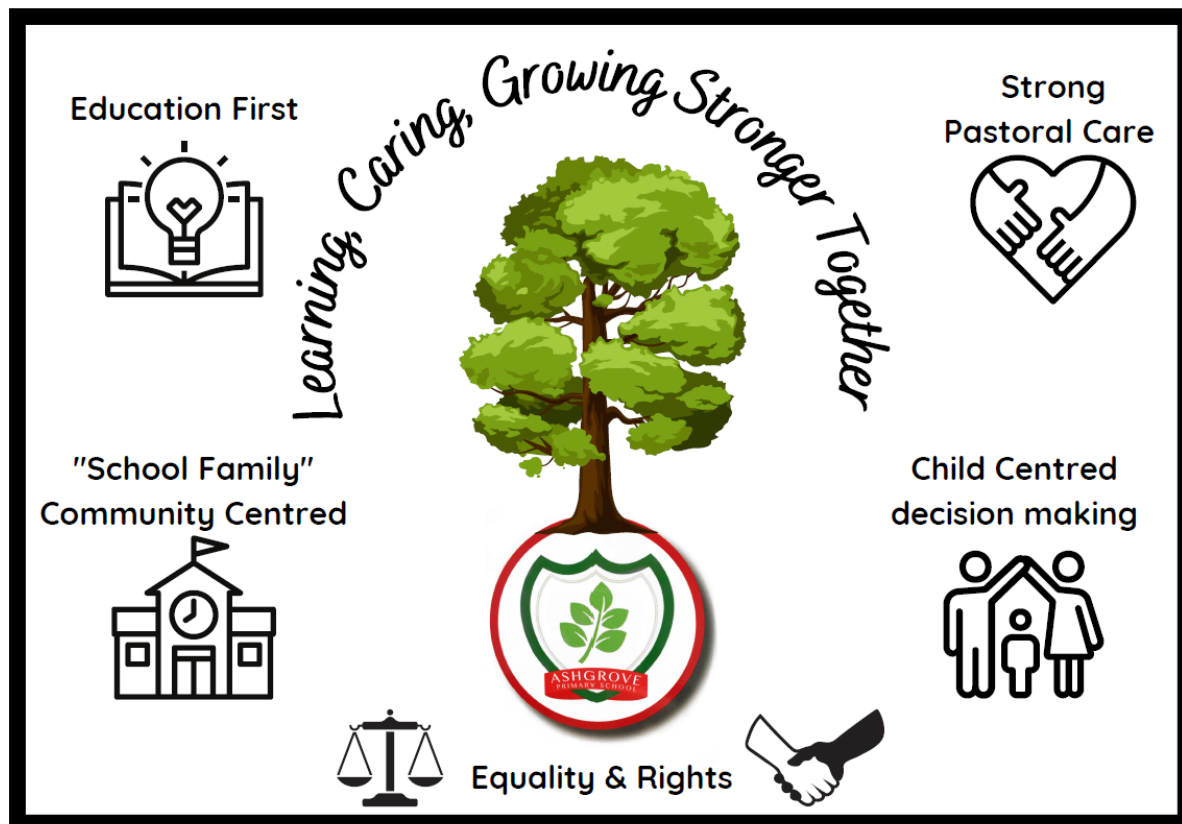 Learning, Caring, Growing Stronger Together
Education First
Strong
Pastoral Care
"School Family"
Community Centred
Child Centred
decision making
ASHGROVE
PRIMARY SCHOOL
Equality & Rights